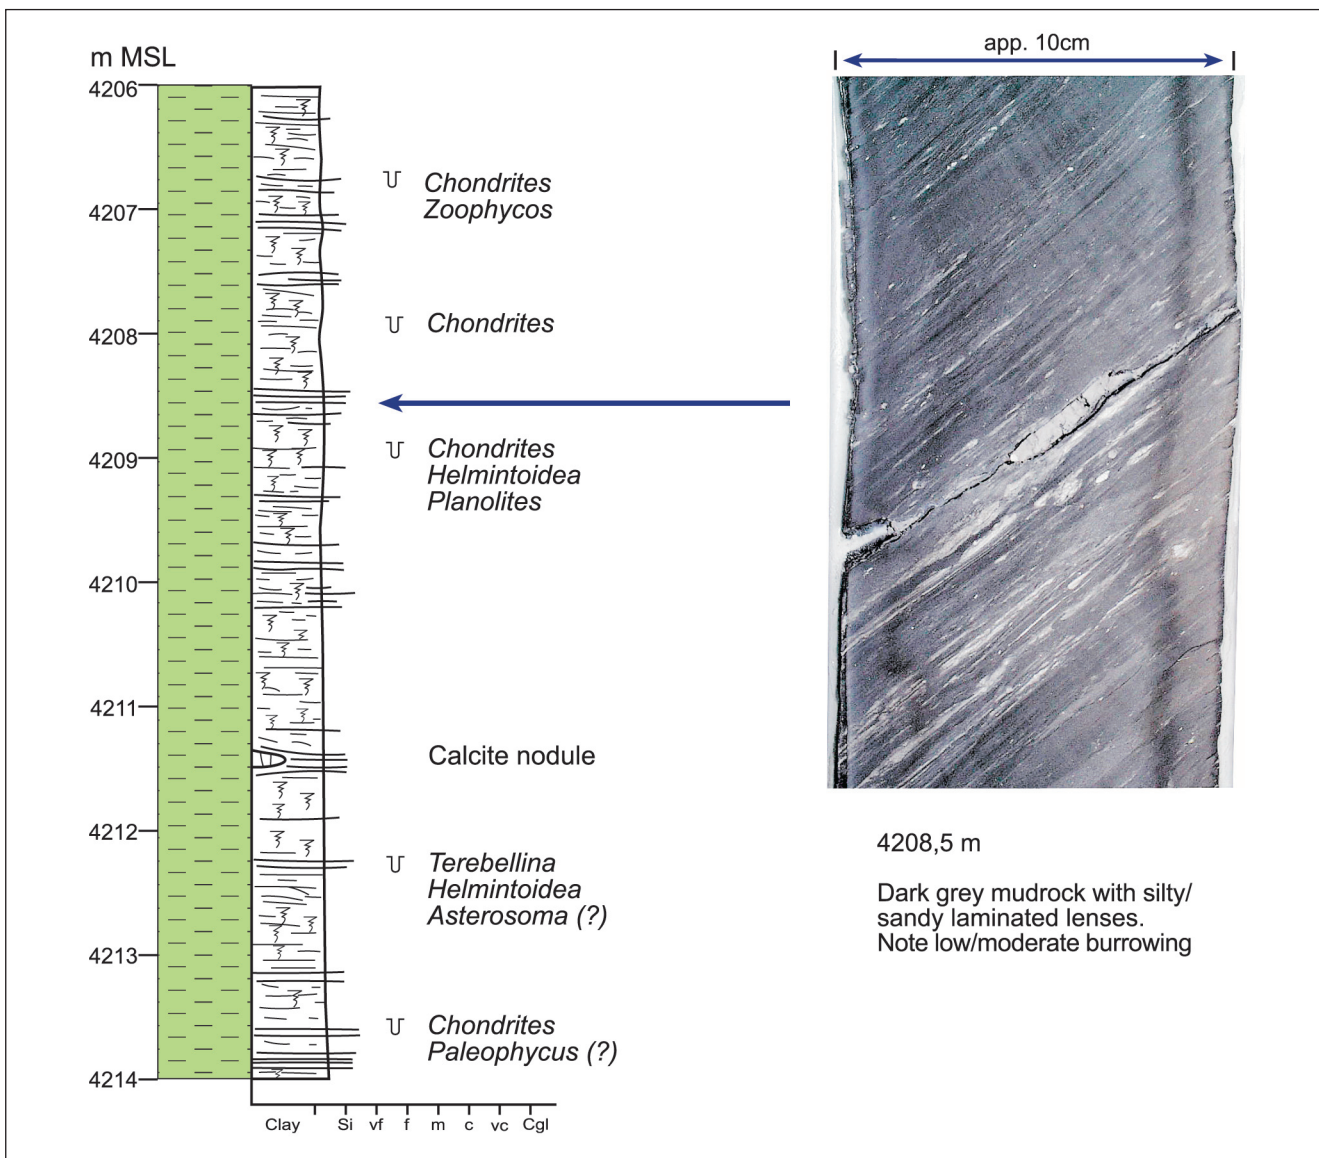 m MSL
4206
4207
4208
4209
4210
4211
4212
4213
4214
Chondrites
Zoophycos
Chondrites
Chondrites
Helmintoidea
Planolites
Calcite nodule
Terebellina
Helmintoidea
Asterosoma (?)
Chondrites
Paleophycus (?)
Clay Si vf f m c vc Cgl
app. 10cm
4208,5 m
Dark grey mudrock with silty/
sandy laminated lenses.
Note low/moderate burrowing